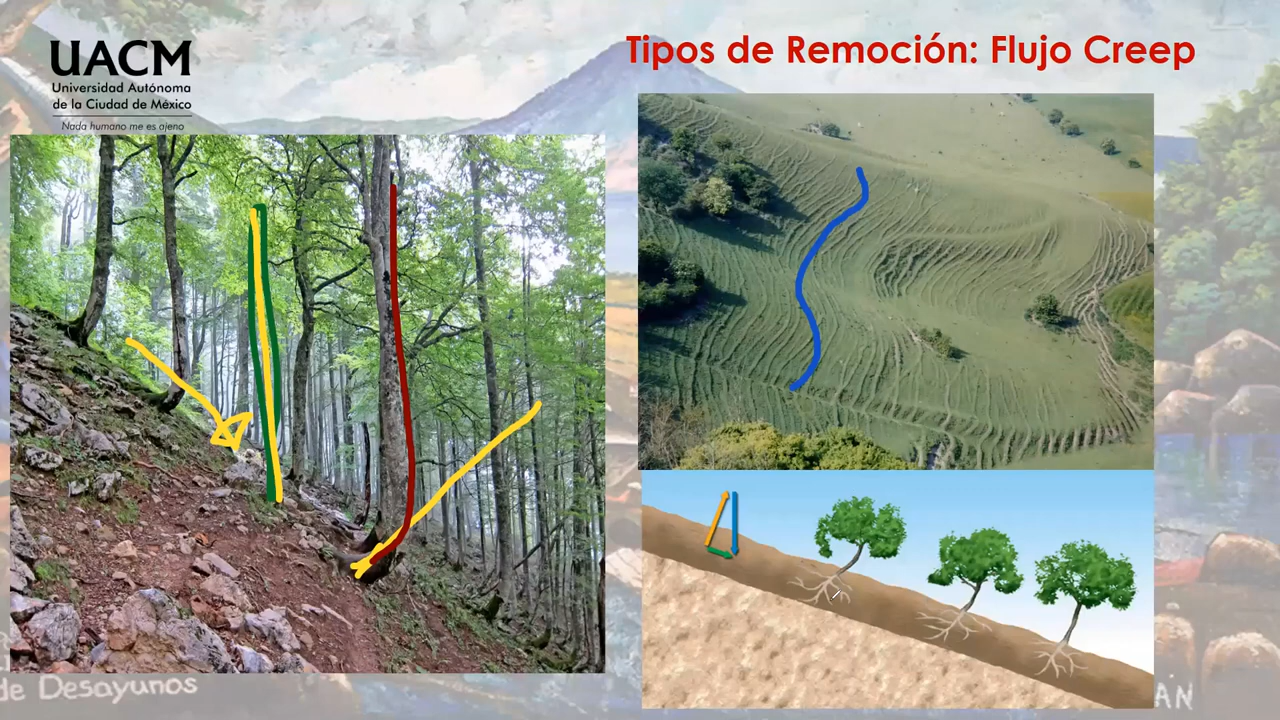 UACM
Universidad Autónoma
de la Ciudad de México
Nada humano me es ajeno
Tipos de Remoción: Flujo Creep
de Desayunos
AN